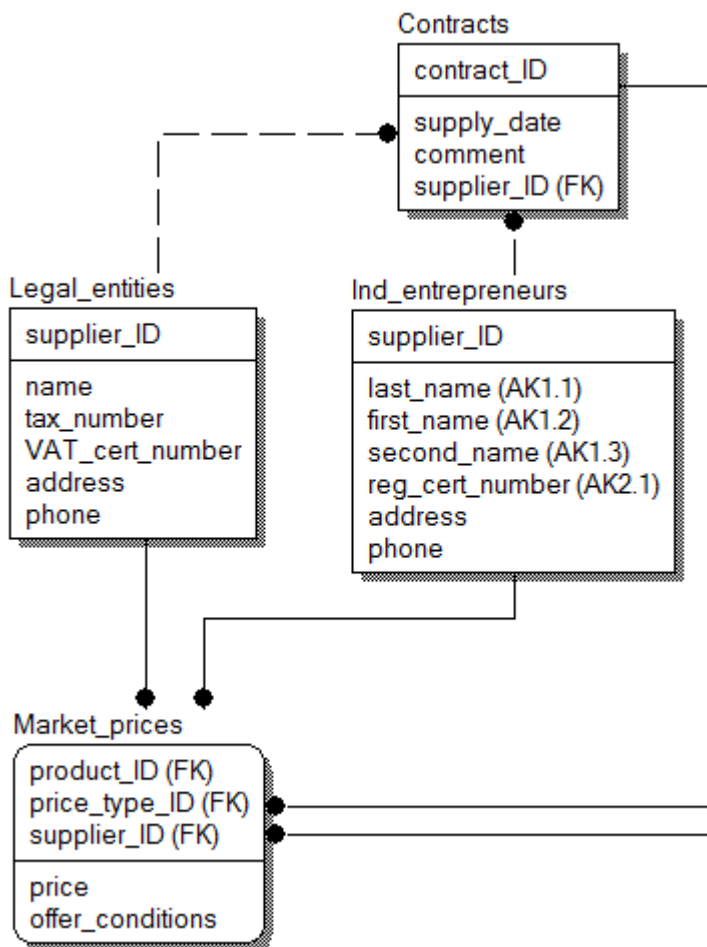 Contracts
contract_ID
supply_date
comment
supplier_ID (FK)
Legal_entities
supplier_ID
name
tax_number
VAT_cert_number
address
phone
Ind_entrepreneurs
supplier_ID
last_name (AK1.1)
first_name (AK1.2)
second_name (AK1.3)
reg_cert_number (AK2.1)
address
phone
Market_prices
product_ID (FK)
price_type_ID (FK)
supplier_ID (FK)
price
offer_conditions